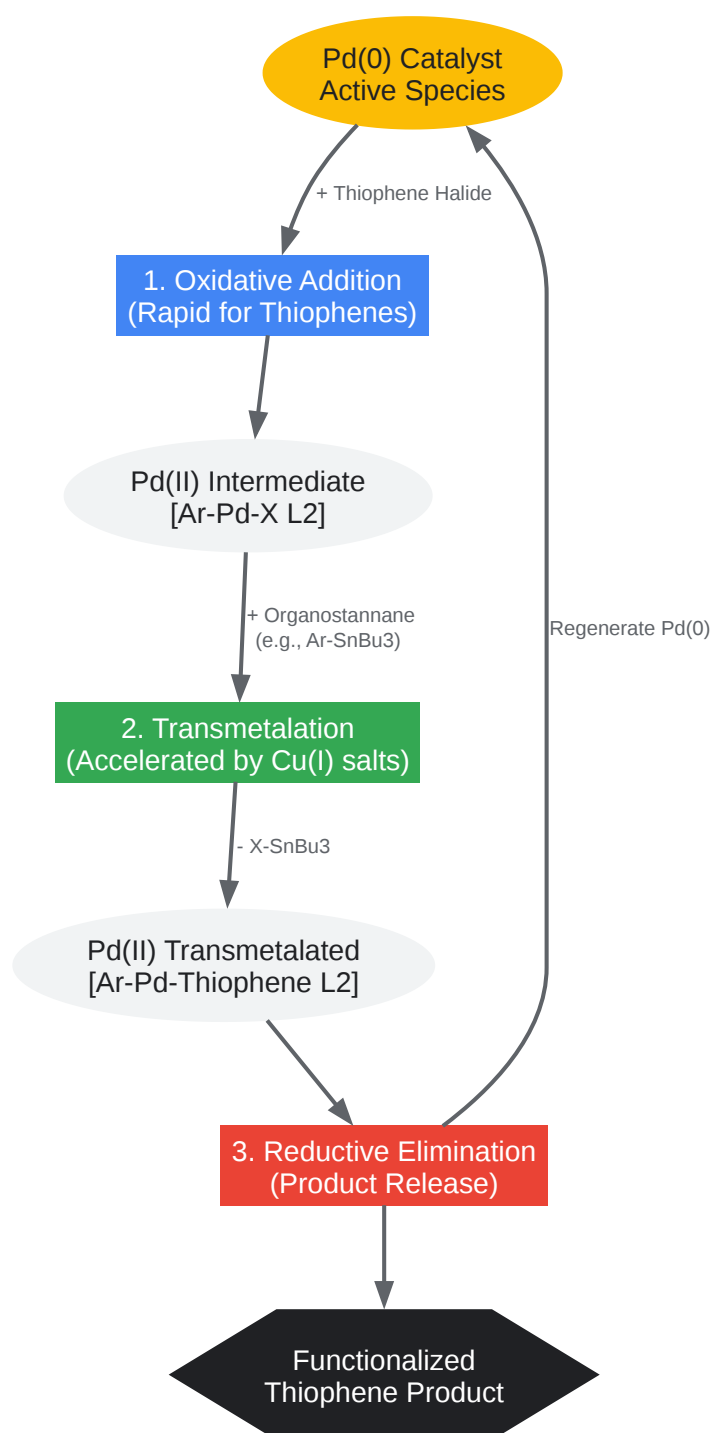 Pd(0) Catalyst
Active Species
+ Thiophene Halide
1. Oxidative Addition
(Rapid for Thiophenes)
Pd(II) Intermediate
[Ar-Pd-X L2]
+ Organostannane
(e.g., Ar-SnBu3)
Regenerate Pd(0)
2. Transmetalation
(Accelerated by Cu(I) salts)
- X-SnBu3
Pd(II) Transmetalated
[Ar-Pd-Thiophene L2]
3. Reductive Elimination
(Product Release)
Functionalized
Thiophene Product